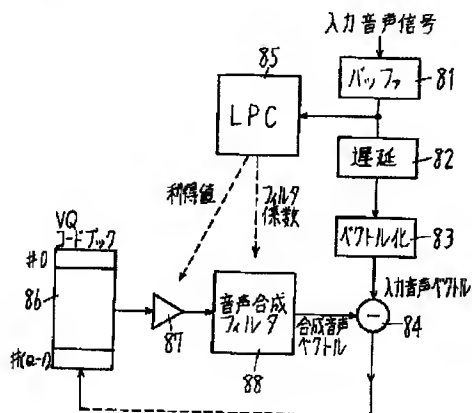 入力音声信号
バッファ
81
85
LPC
遅延
82
利得値
フィルタ
係数
ベクトル化
83
VQ
コードブック
#0
86
入力音声ベクトル
87
音声合成
フィルタ
88
合成音声
ベクトル
84